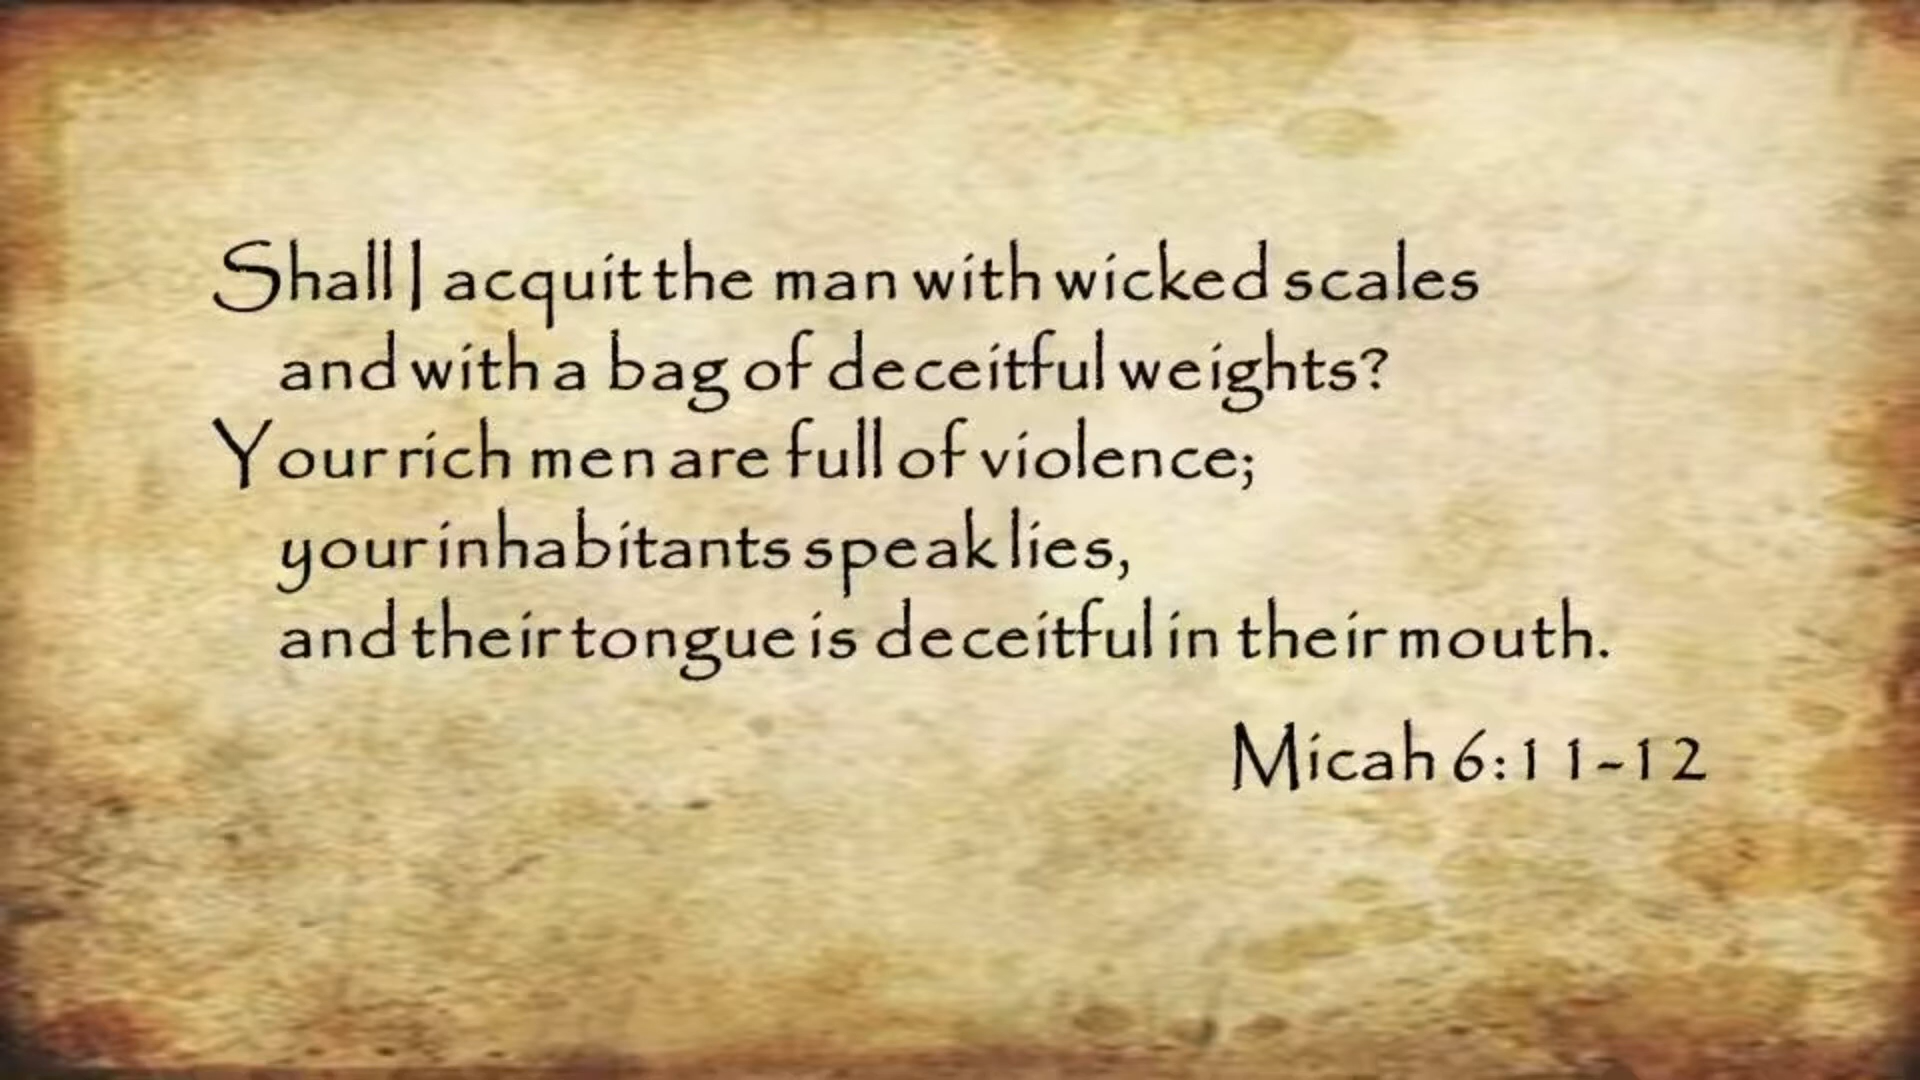 Shall I acquit the man with wicked scales
and with a bag of deceitful weights?
Your rich men are full of violence;
your inhabitants speak lies,
and their tongue is deceitful in their mouth.
Micah 6:11-12